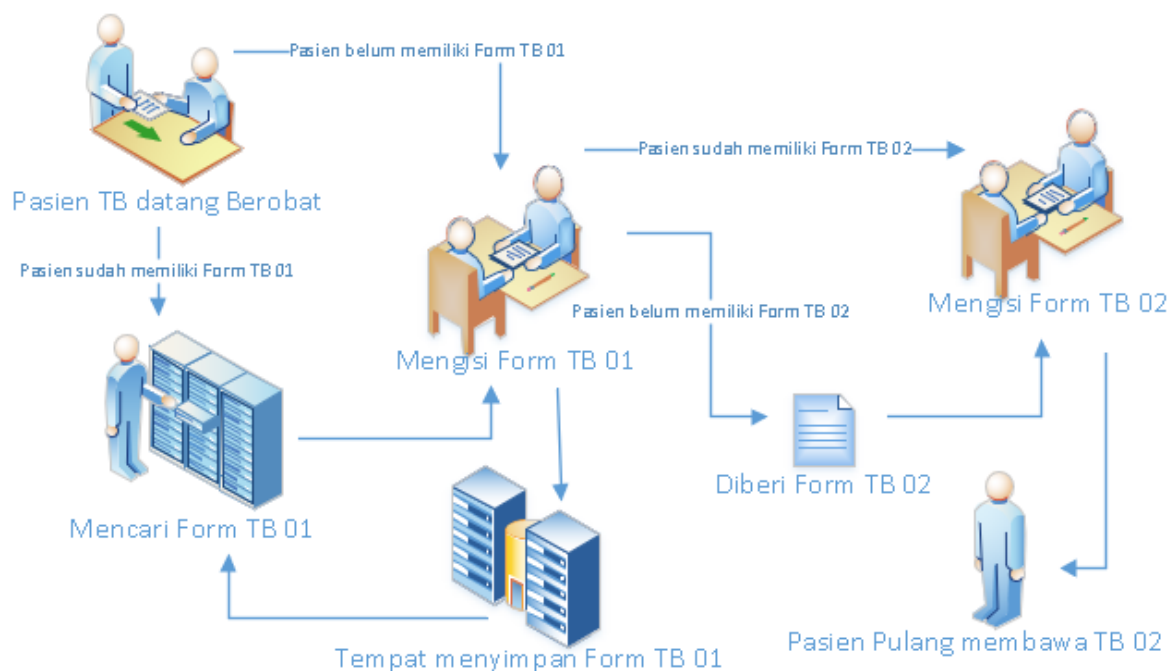 Pasien belum memiliki Form TB 01
Pasien sudah memiliki Form TB 02
Pasien TB datang Berobat
Pasien sudah memiliki Form TB 01
Mengisi Form TB 02
Pasien belum memiliki Form TB 02
Mengisi Form TB 01
Diberi Form TB 02
Mencari Form TB 01
Pasien Pulang membawa TB 02
Tempat menyimpan Form TB 01